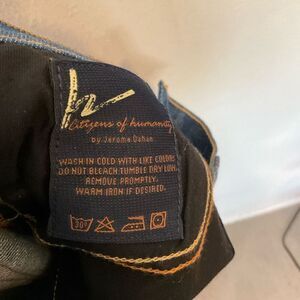 Citizens of humanity
by Jerome Dahan
WASH IN COLD WITH LIKE COLORS
DO NOT BLEACH TUMBLE DRY LOW.
REMOVE PROMPTLY.
WARM IRON IF DESIRED.
30°